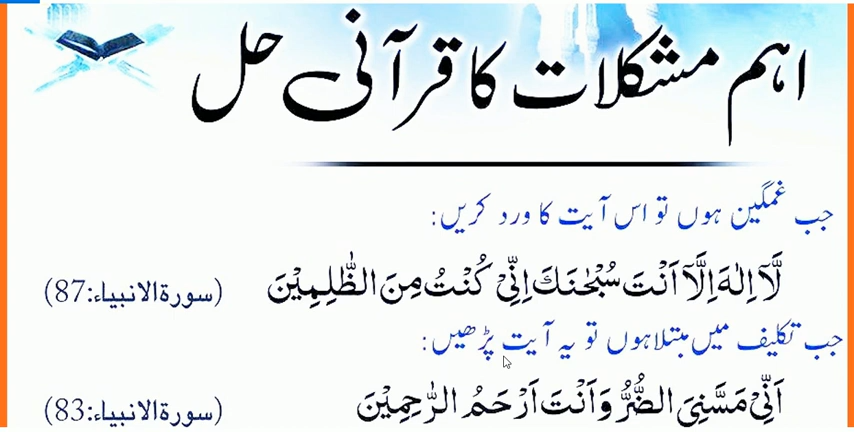 اہم مشکلات کا قرآنی حل
جب غمگین ہوں تو اس آیت کا ورد کریں:
لَّاۤ اِلٰهَ اِلَّاۤ اَنْتَ سُبْحٰنَكَ اِنِّیْ كُنْتُ مِنَ الظّٰلِمِیْنَ (سورۃ الانبیاء:87)
جب تکلیف میں مبتلا ہوں تو یہ آیت پڑھیں:
اَنِّیْ مَسَّنِیَ الضُّرُّ وَ اَنْتَ اَرْحَمُ الرّٰحِمِیْنَ (سورۃ الانبیاء:83)